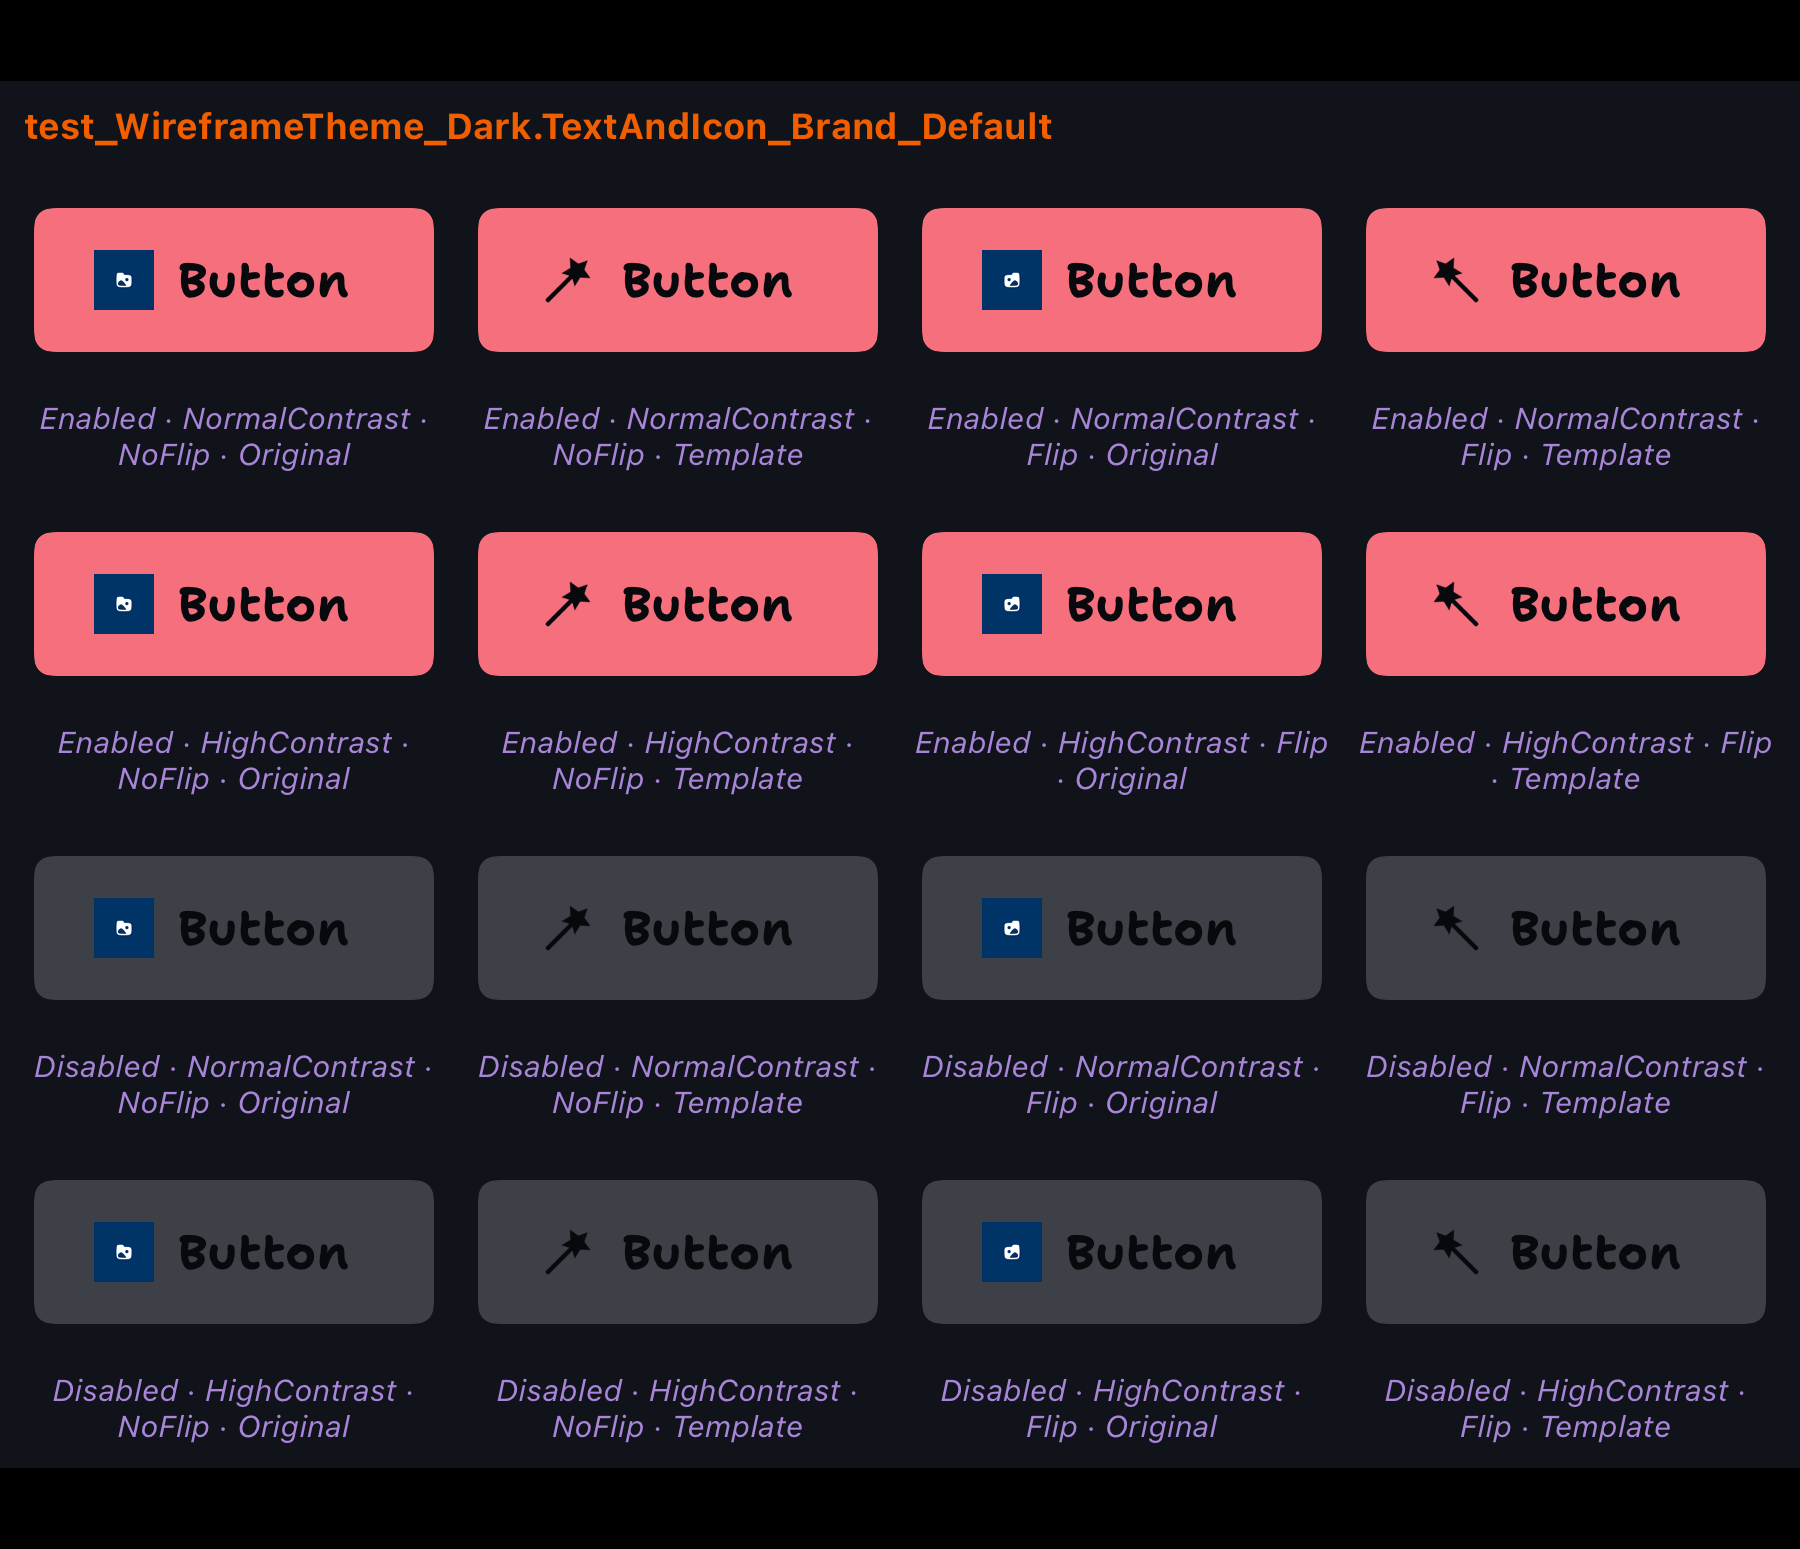 test_WireframeTheme_Dark.TextAndIcon_Brand_Default
Button
Button
Button
Button
Enabled · NormalContrast ·
NoFlip · Original
Enabled · NormalContrast ·
NoFlip · Template
Enabled · NormalContrast ·
Flip · Original
Enabled · NormalContrast ·
Flip · Template
Button
Button
Button
Button
Enabled · HighContrast ·
NoFlip · Original
Enabled · HighContrast ·
NoFlip · Template
Enabled · HighContrast · Flip
· Original
Enabled · HighContrast · Flip
· Template
Button
Button
Button
Button
Disabled · NormalContrast ·
NoFlip · Original
Disabled · NormalContrast ·
NoFlip · Template
Disabled · NormalContrast ·
Flip · Original
Disabled · NormalContrast ·
Flip · Template
Button
Button
Button
Button
Disabled · HighContrast ·
NoFlip · Original
Disabled · HighContrast ·
NoFlip · Template
Disabled · HighContrast ·
Flip · Original
Disabled · HighContrast ·
Flip · Template